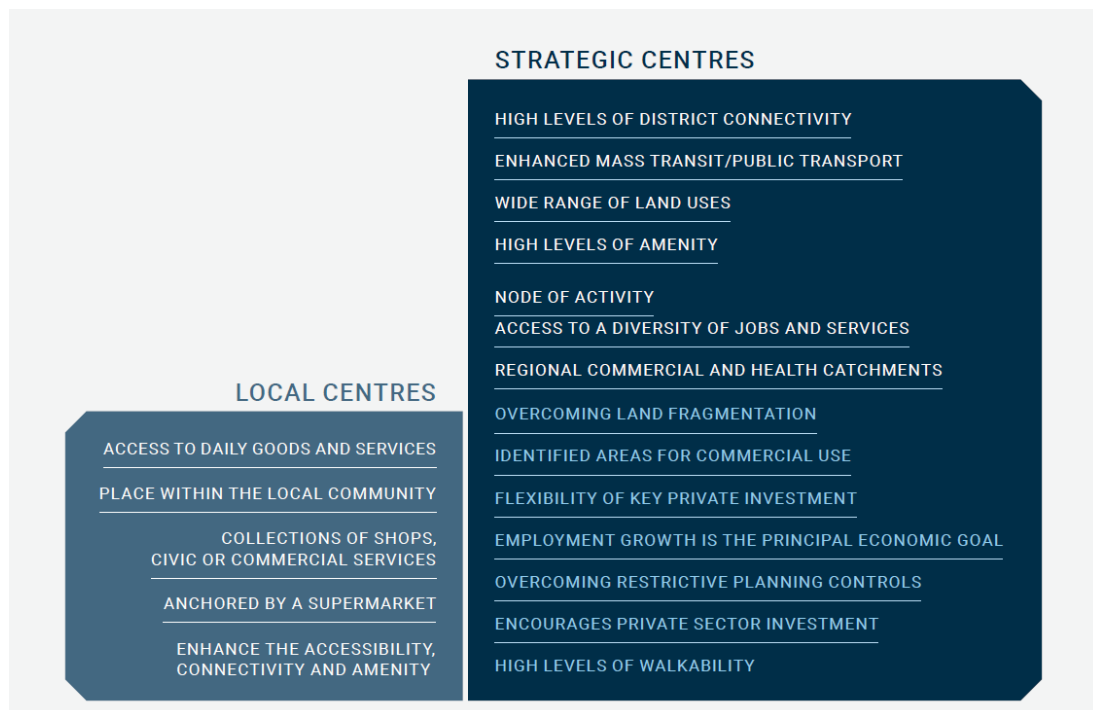 STRATEGIC CENTRES
HIGH LEVELS OF DISTRICT CONNECTIVITY
ENHANCED MASS TRANSIT/PUBLIC TRANSPORT
WIDE RANGE OF LAND USES
HIGH LEVELS OF AMENITY
NODE OF ACTIVITY
ACCESS TO A DIVERSITY OF JOBS AND SERVICES
REGIONAL COMMERCIAL AND HEALTH CATCHMENTS
OVERCOMING LAND FRAGMENTATION
IDENTIFIED AREAS FOR COMMERCIAL USE
FLEXIBILITY OF KEY PRIVATE INVESTMENT
EMPLOYMENT GROWTH IS THE PRINCIPAL ECONOMIC GOAL
OVERCOMING RESTRICTIVE PLANNING CONTROLS
ENCOURAGES PRIVATE SECTOR INVESTMENT
HIGH LEVELS OF WALKABILITY
LOCAL CENTRES
ACCESS TO DAILY GOODS AND SERVICES
PLACE WITHIN THE LOCAL COMMUNITY
COLLECTIONS OF SHOPS,
CIVIC OR COMMERCIAL SERVICES
ANCHORED BY A SUPERMARKET
ENHANCE THE ACCESSIBILITY,
CONNECTIVITY AND AMENITY